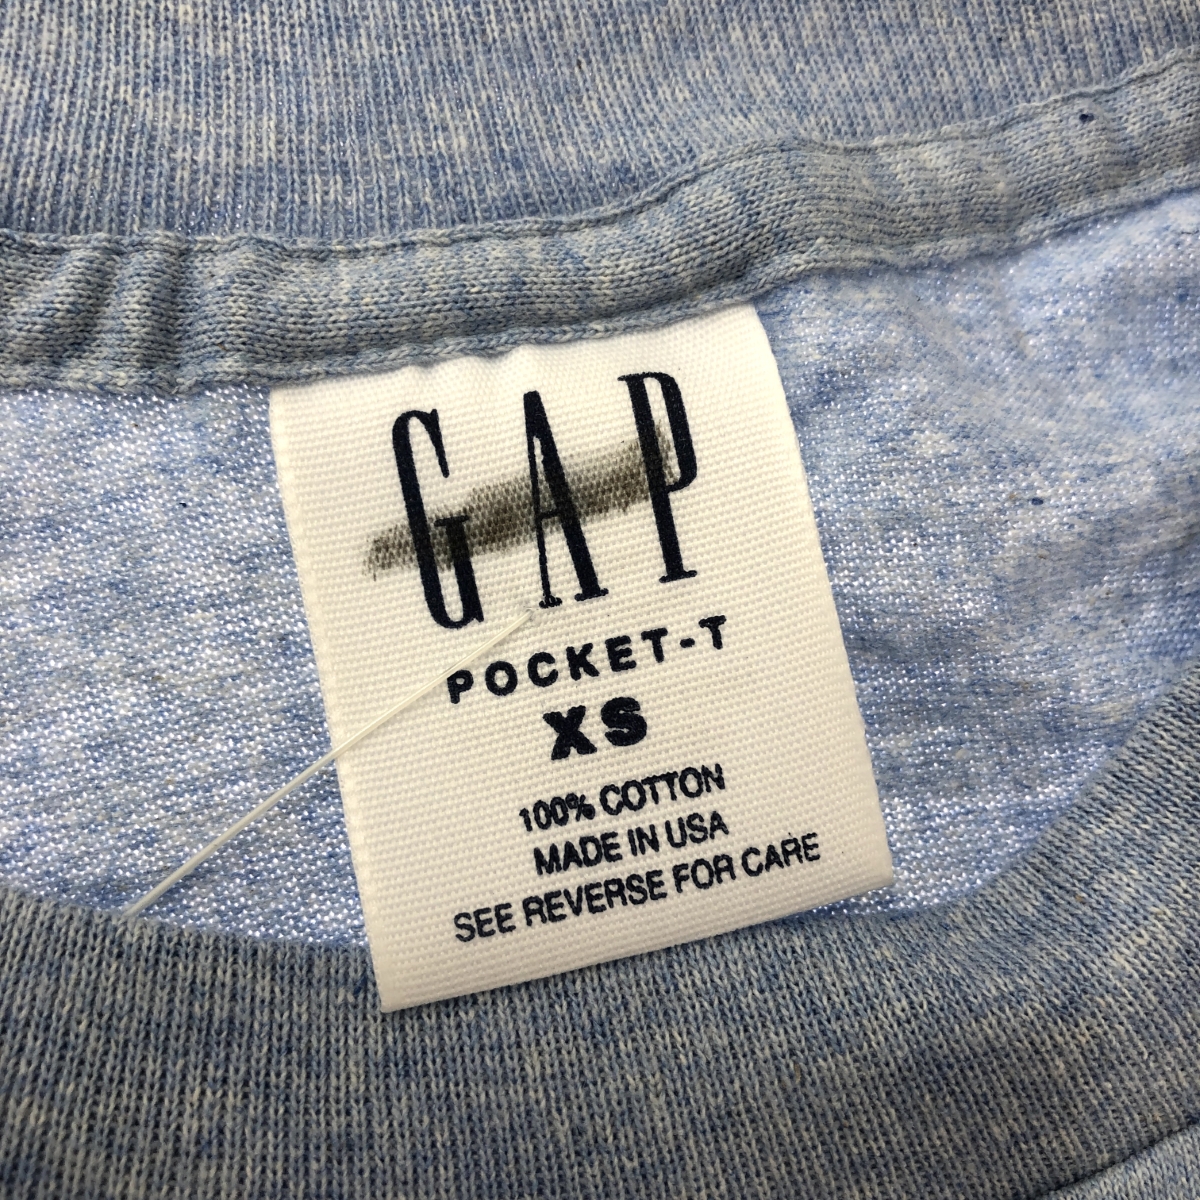 GAP
POCKET-T
XS
100% COTTON
MADE IN USA
SEE REVERSE FOR CARE